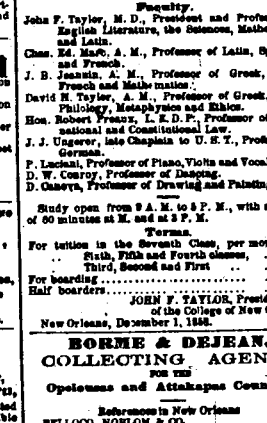 Faculty.
John F. Taylor, M. D., President and Profes
English Literature, the Sciences, Mathe
and Latin.
Chas. Ed. Marc, A. M., Professor of Latin, S
and French.
J. B. Jeannin, A. M., Professor of Greek,
French and Mathematics.
David H. Taylor, A. M., Professor of Greek,
Philology, Metaphysics and Ethics.
Hon. Robert Preaux, L. L. D. P., Professor of
national and Constitutional Law.
J. J. Ungerer, late Chaplain to U. S. T., Prof
German.
P. Luciani, Professor of Piano, Violin and Voca
D. W. Conroy, Professor of Dancing.
D. Caneva, Professor of Drawing and Paintin
Study open from 9 A. M. to 5 P. M., with
of 60 minutes at M. and at 3 P. M.
Terms.
For tuition in the Seventh Class, per mo
Sixth, Fifth and Fourth classes,
Third, Second and First
For boarding
Half boarders
JOHN F. TAYLOR, Presid
of the College of New
New Orleans, December 1, 1858.
BORME & DEJEAN
COLLECTING AGEN
FOR THE
Opelousas and Attakapas Coun
References in New Orleans